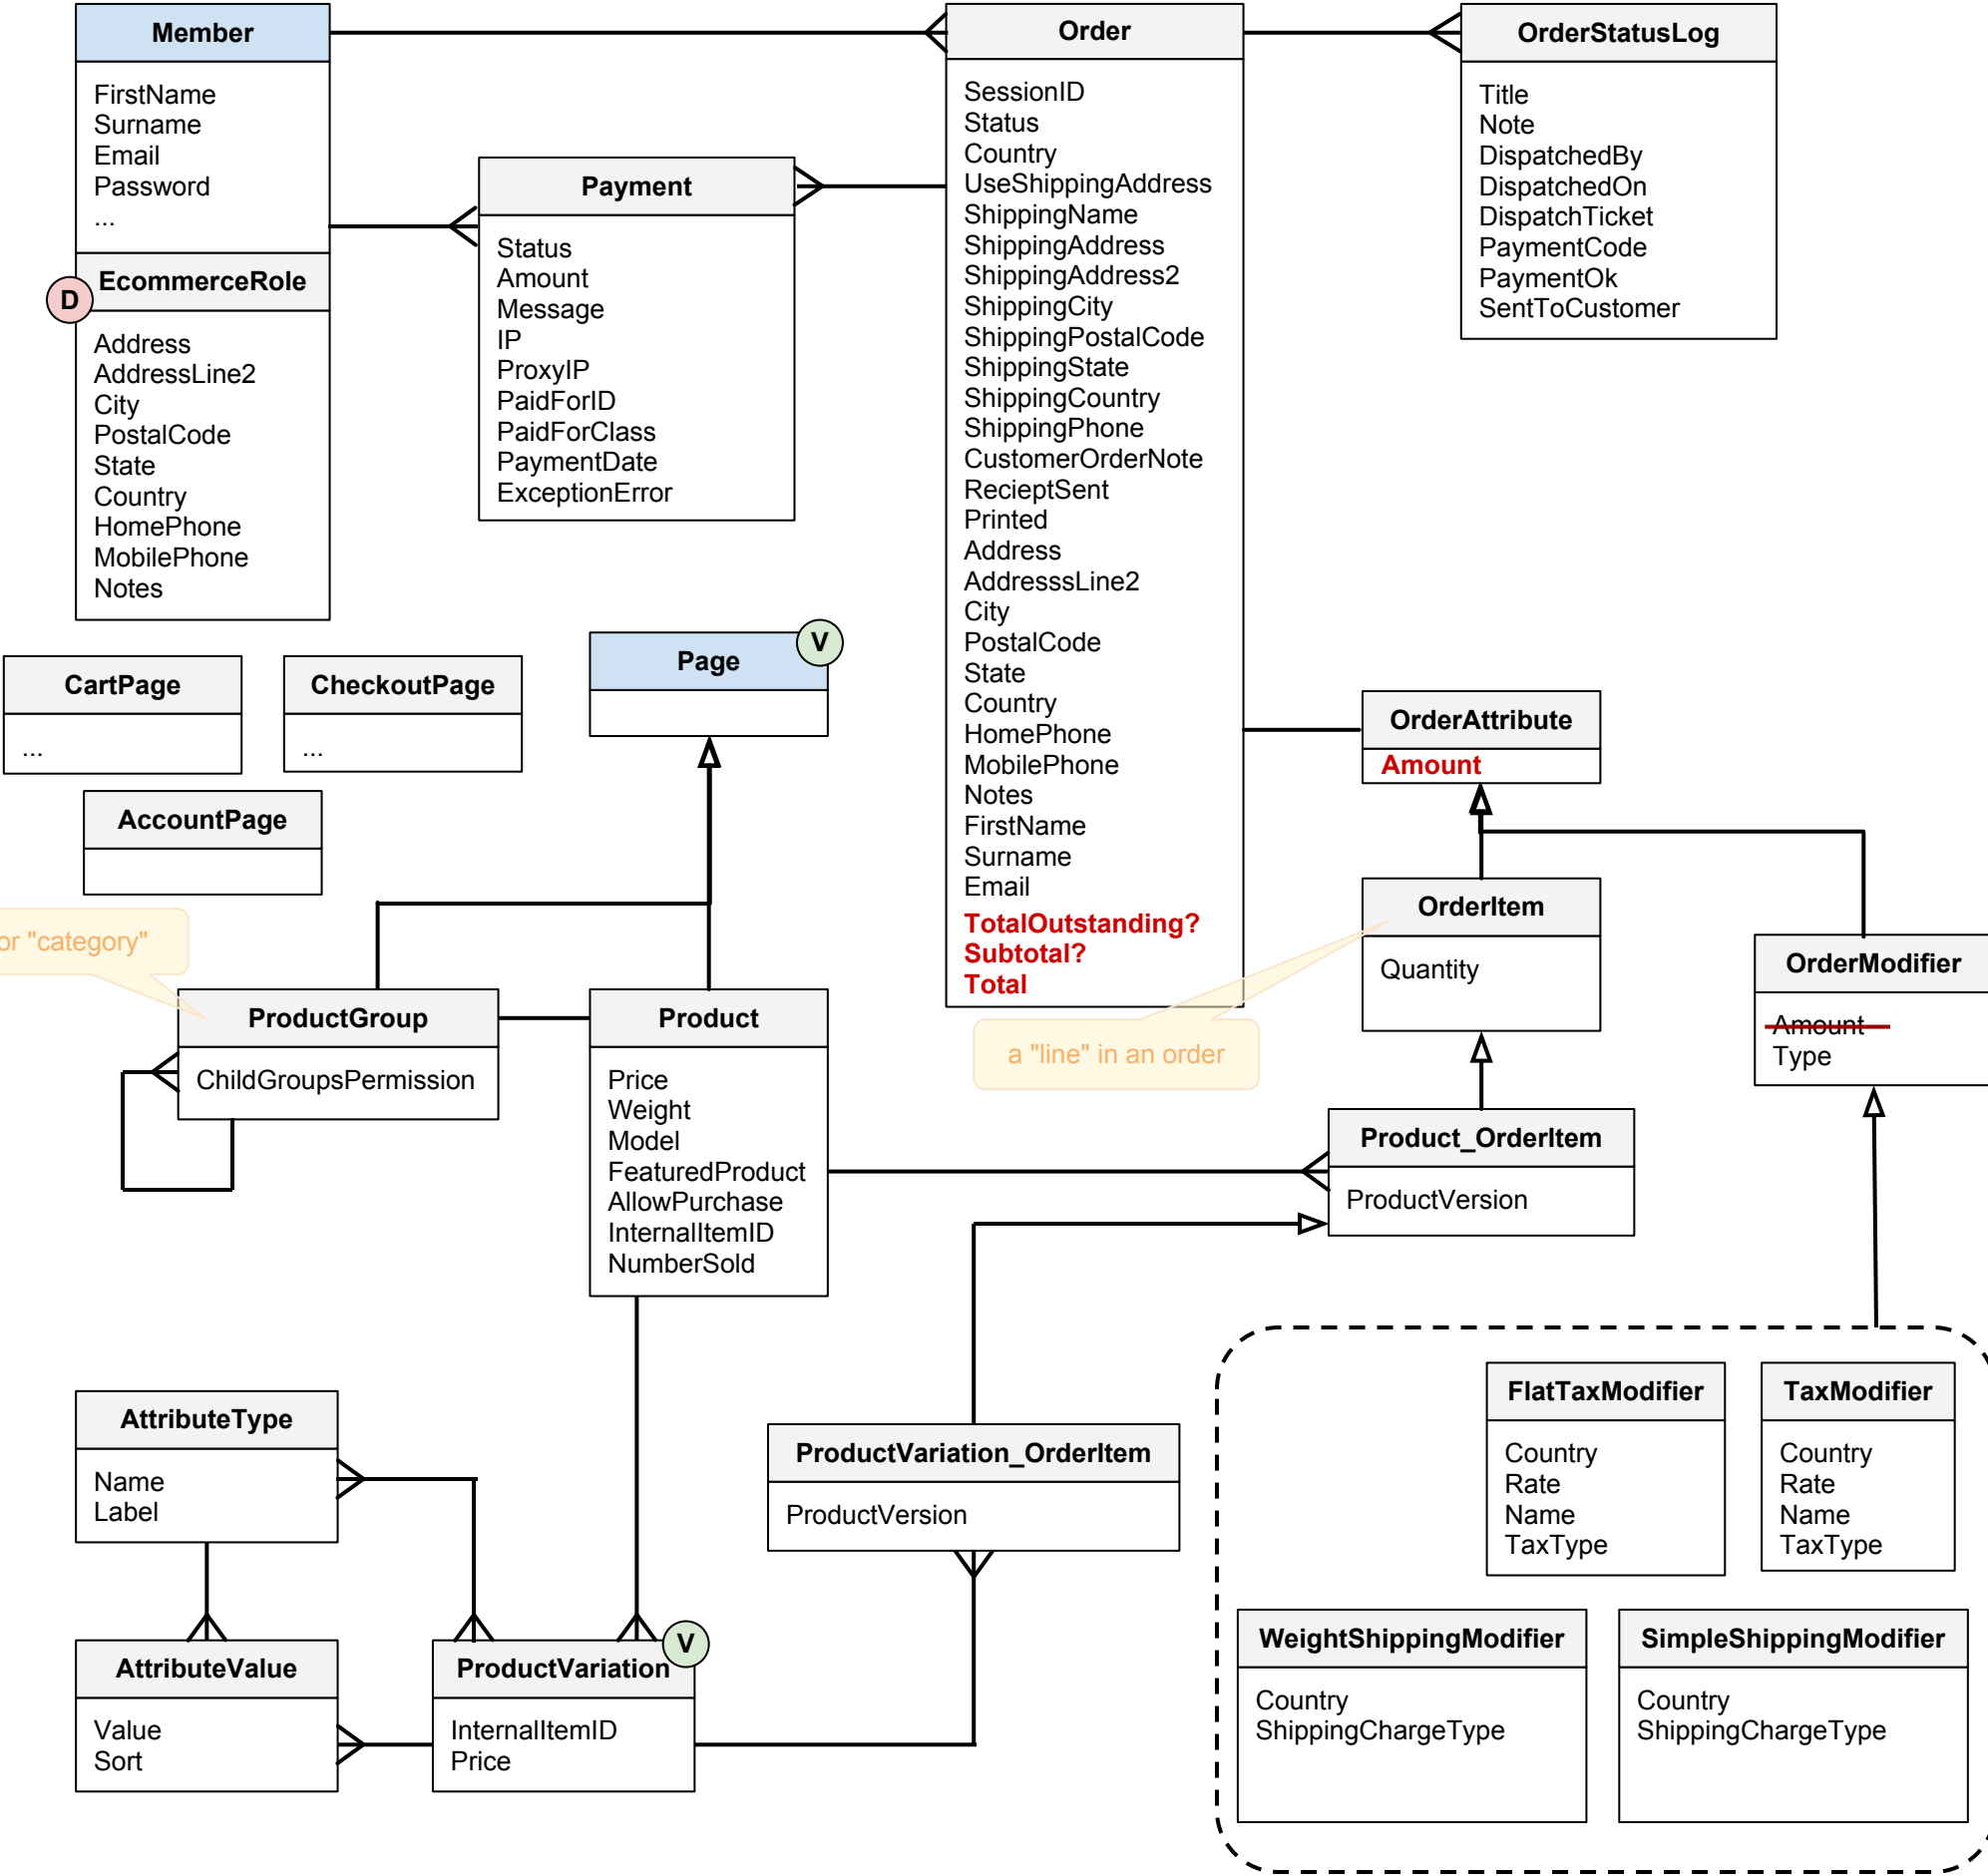 Member
FirstName
Surname
Email
Password
...
D
EcommerceRole
Address
AddressLine2
City
PostalCode
State
Country
HomePhone
MobilePhone
Notes
Payment
Status
Amount
Message
IP
ProxyIP
PaidForID
PaidForClass
PaymentDate
ExceptionError
Order
SessionID
Status
Country
UseShippingAddress
ShippingName
ShippingAddress
ShippingAddress2
ShippingCity
ShippingPostalCode
ShippingState
ShippingCountry
ShippingPhone
CustomerOrderNote
RecieptSent
Printed
Address
AddresssLine2
City
PostalCode
State
Country
HomePhone
MobilePhone
Notes
FirstName
Surname
Email
TotalOutstanding?
Subtotal?
Total
OrderStatusLog
Title
Note
DispatchedBy
DispatchedOn
DispatchTicket
PaymentCode
PaymentOk
SentToCustomer
CartPage
...
CheckoutPage
...
AccountPage
Page
V
OrderAttribute
Amount
OrderItem
Quantity
a "line" in an order
OrderModifier
Amount
Type
or "category"
ProductGroup
ChildGroupsPermission
Product
Price
Weight
Model
FeaturedProduct
AllowPurchase
InternalItemID
NumberSold
Product_OrderItem
ProductVersion
AttributeType
Name
Label
ProductVariation_OrderItem
ProductVersion
AttributeValue
Value
Sort
ProductVariation
V
InternalItemID
Price
FlatTaxModifier
Country
Rate
Name
TaxType
TaxModifier
Country
Rate
Name
TaxType
WeightShippingModifier
Country
ShippingChargeType
SimpleShippingModifier
Country
ShippingChargeType